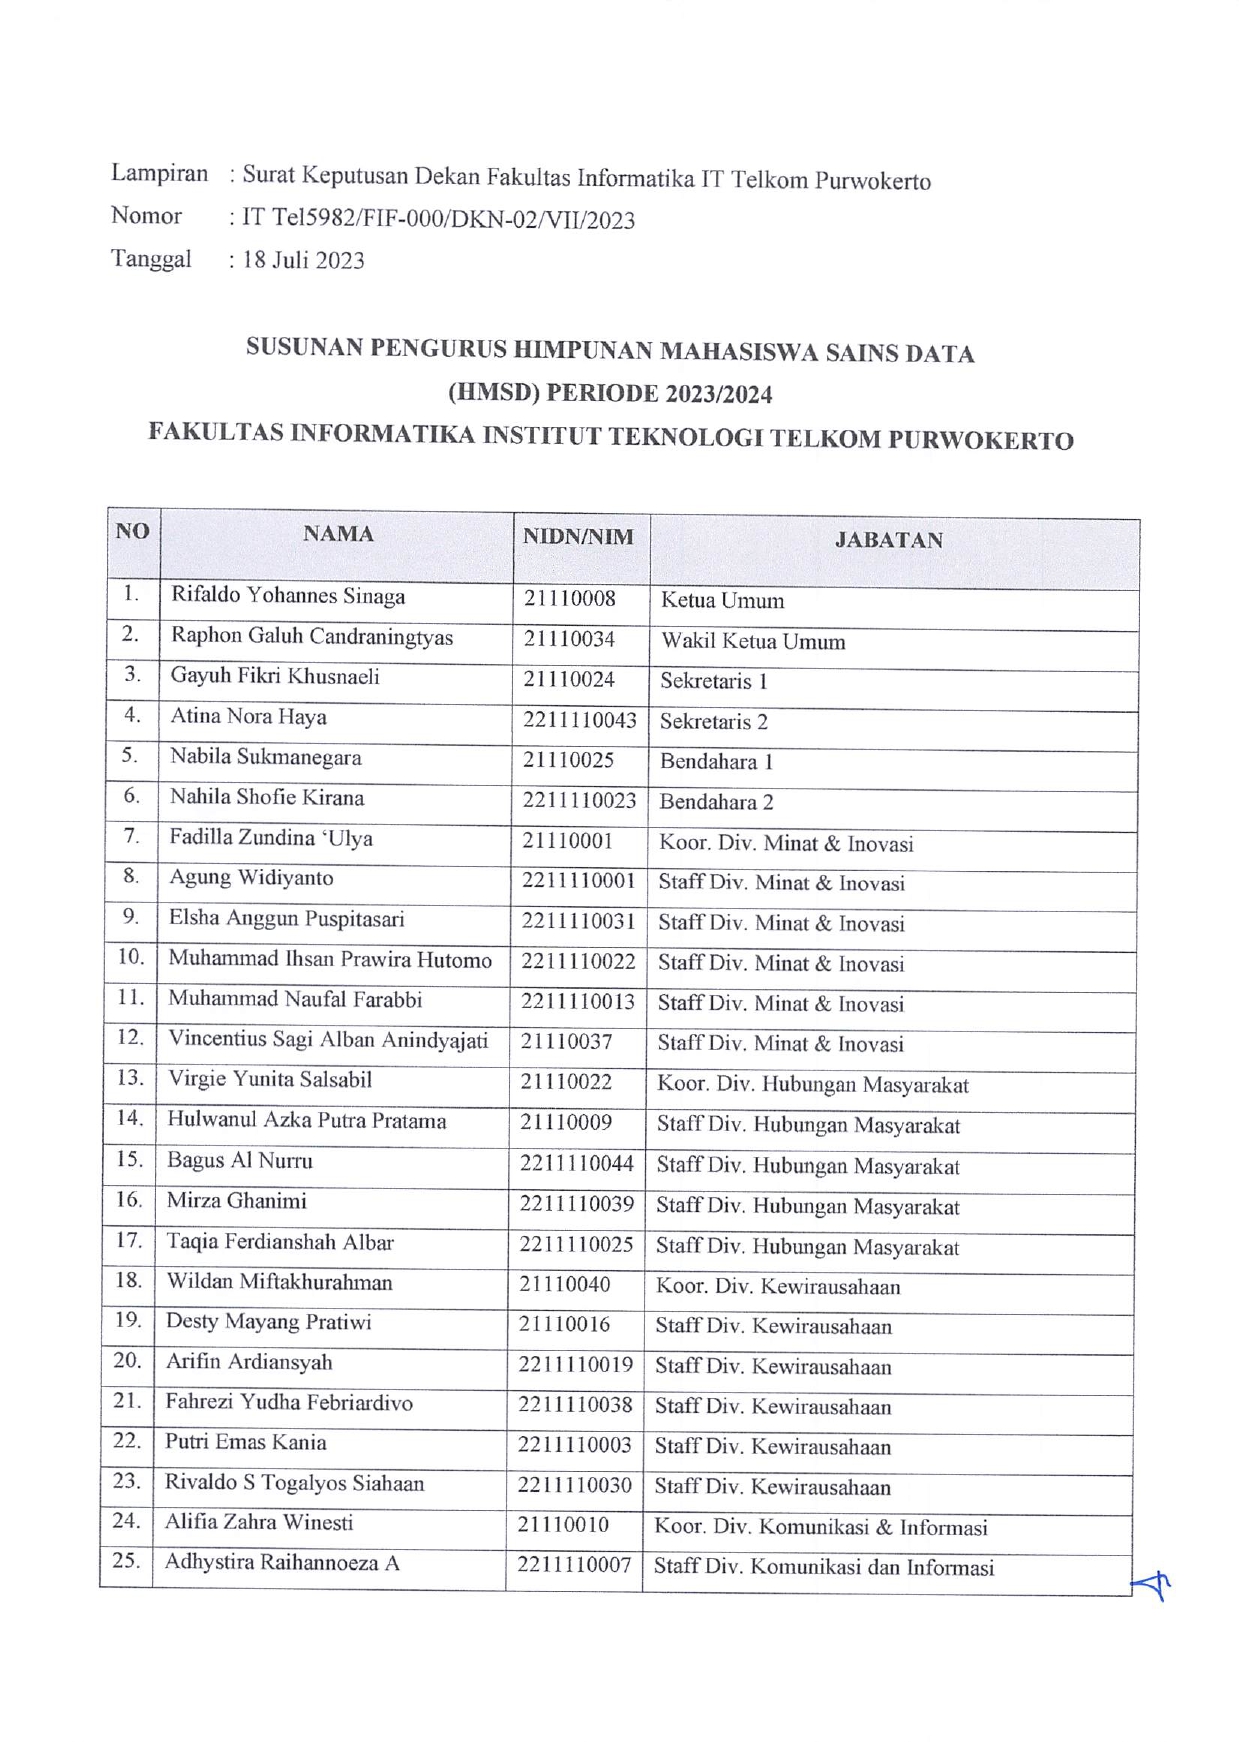 Lampiran : Surat Keputusan Dekan Fakultas Informatika IT Telkom Purwokerto
Nomor : IT Tel5982/FIF-000/DKN-02/VII/2023
Tanggal : 18 Juli 2023
SUSUNAN PENGURUS HIMPUNAN MAHASISWA SAINS DATA
(HMSD) PERIODE 2023/2024
FAKULTAS INFORMATIKA INSTITUT TEKNOLOGI TELKOM PURWOKERTO
NO NAMA NIDN/NIM JABATAN
1. Rifaldo Yohannes Sinaga 21110008 Ketua Umum
2. Raphon Galuh Candraningtyas 21110034 Wakil Ketua Umum
3. Gayuh Fikri Khusnaeli 21110024 Sekretaris 1
4. Atina Nora Haya 2211110043 Sekretaris 2
5. Nabila Sukmanegara 21110025 Bendahara 1
6. Nahila Shofie Kirana 2211110023 Bendahara 2
7. Fadilla Zundina ‘Ulya 21110001 Koor. Div. Minat & Inovasi
8. Agung Widiyanto 2211110001 Staff Div. Minat & Inovasi
9. Elsha Anggun Puspitasari 2211110031 Staff Div. Minat & Inovasi
10. Muhammad Ihsan Prawira Hutomo 2211110022 Staff Div. Minat & Inovasi
11. Muhammad Naufal Farabbi 2211110013 Staff Div. Minat & Inovasi
12. Vincentius Sagi Alban Anindyajati 21110037 Staff Div. Minat & Inovasi
13. Virgie Yunita Salsabil 21110022 Koor. Div. Hubungan Masyarakat
14. Hulwanul Azka Putra Pratama 21110009 Staff Div. Hubungan Masyarakat
15. Bagus Al Nurru 2211110044 Staff Div. Hubungan Masyarakat
16. Mirza Ghanimi 2211110039 Staff Div. Hubungan Masyarakat
17. Taqia Ferdianshah Albar 2211110025 Staff Div. Hubungan Masyarakat
18. Wildan Miftakhurahman 21110040 Koor. Div. Kewirausahaan
19. Desty Mayang Pratiwi 21110016 Staff Div. Kewirausahaan
20. Arifin Ardiansyah 2211110019 Staff Div. Kewirausahaan
21. Fahrezi Yudha Febriardivo 2211110038 Staff Div. Kewirausahaan
22. Putri Emas Kania 2211110003 Staff Div. Kewirausahaan
23. Rivaldo S Togalyos Siahaan 2211110030 Staff Div. Kewirausahaan
24. Alifia Zahra Winesti 21110010 Koor. Div. Komunikasi & Informasi
25. Adhystira Raihannoeza A 2211110007 Staff Div. Komunikasi dan Informasi